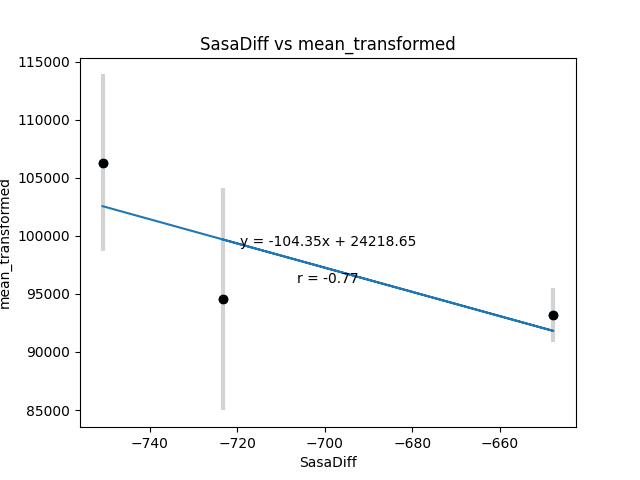 SasaDiff vs mean_transformed
115000
110000
105000
100000
95000
90000
85000
mean_transformed
y = -104.35x + 24218.65
r = -0.77
−740
−720
−700
−680
−660
SasaDiff